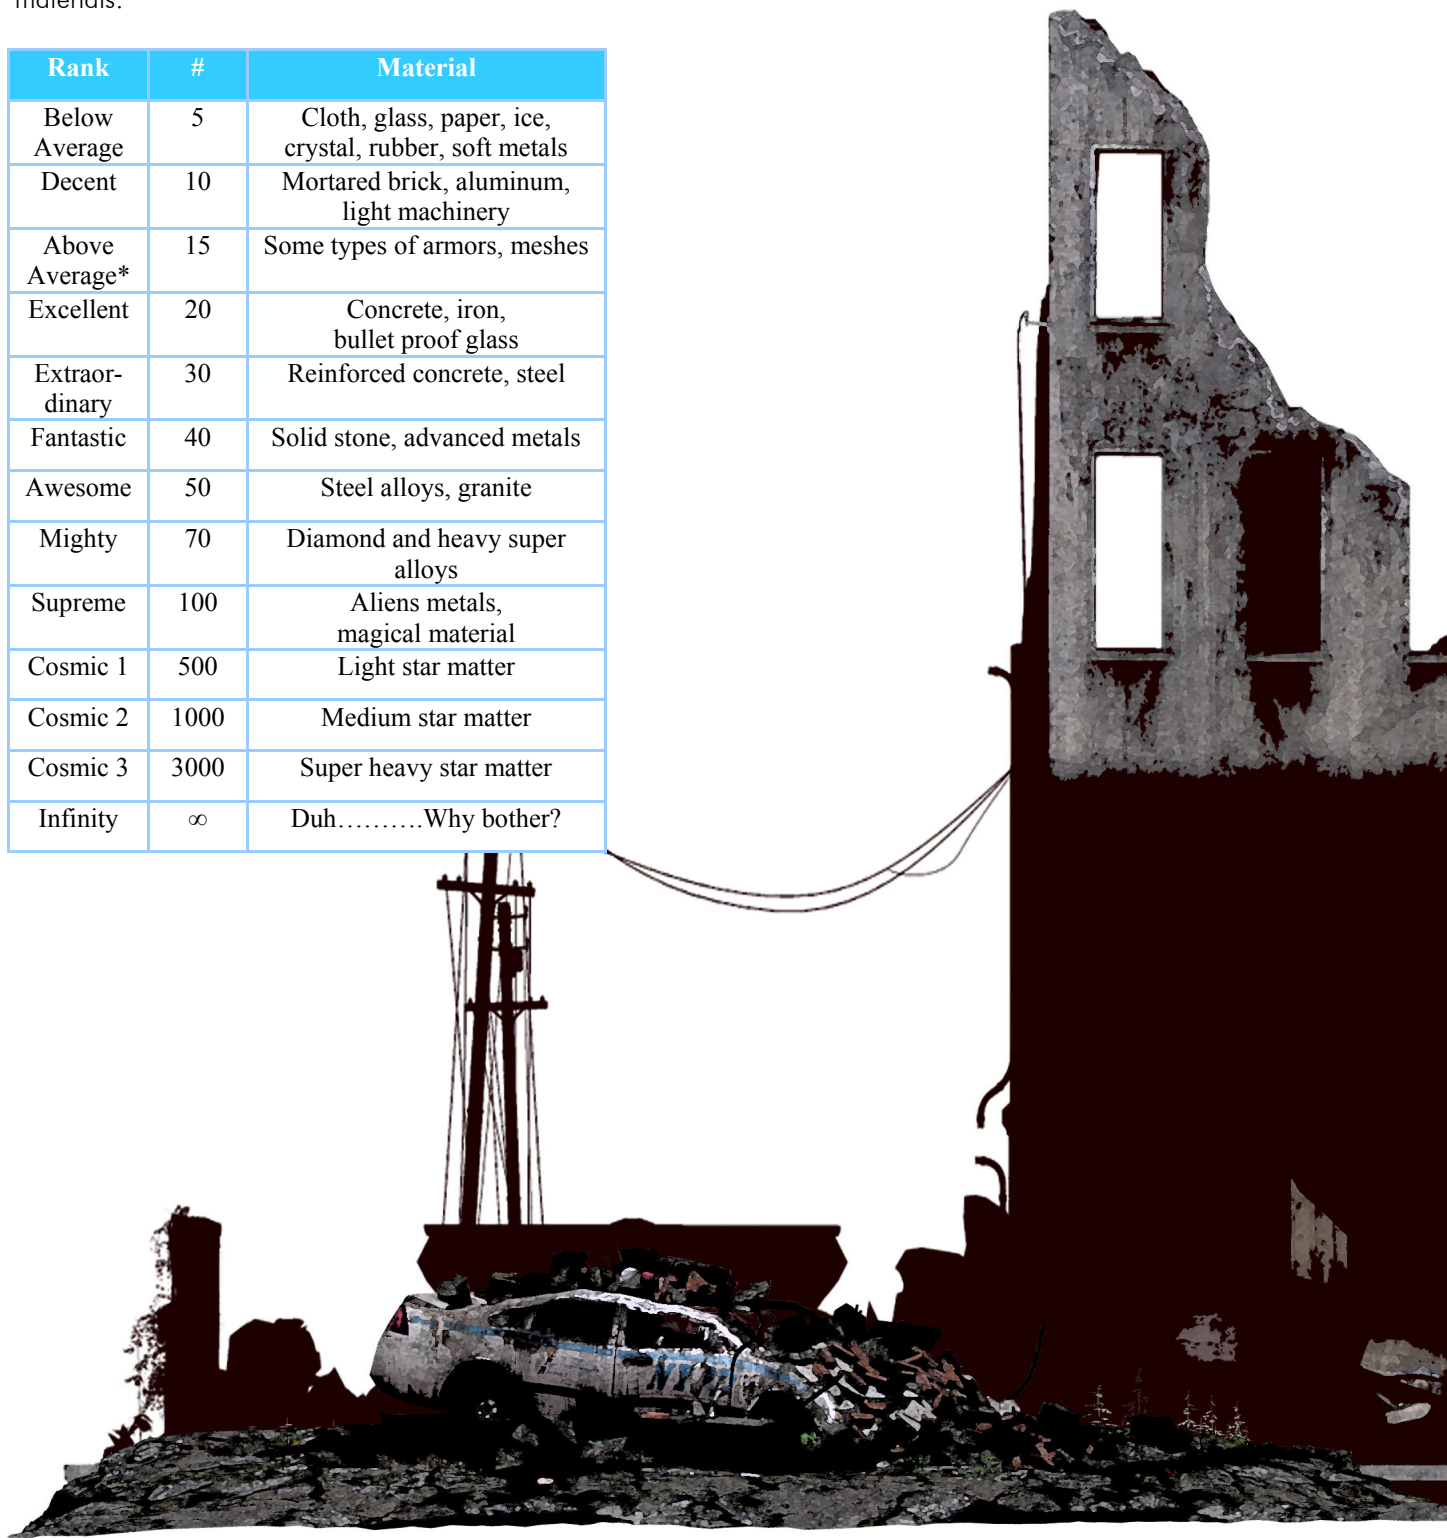 materials.
Rank # Material
Below 5 Cloth, glass, paper, ice,
Average crystal, rubber, soft metals
Decent 10 Mortared brick, aluminum,
light machinery
Above 15 Some types of armors, meshes
Average*
Excellent 20 Concrete, iron,
bullet proof glass
Extraor- 30 Reinforced concrete, steel
dinary
Fantastic 40 Solid stone, advanced metals
Awesome 50 Steel alloys, granite
Mighty 70 Diamond and heavy super
alloys
Supreme 100 Aliens metals,
magical material
Cosmic 1 500 Light star matter
Cosmic 2 1000 Medium star matter
Cosmic 3 3000 Super heavy star matter
Infinity ∞ Duh……….Why bother?